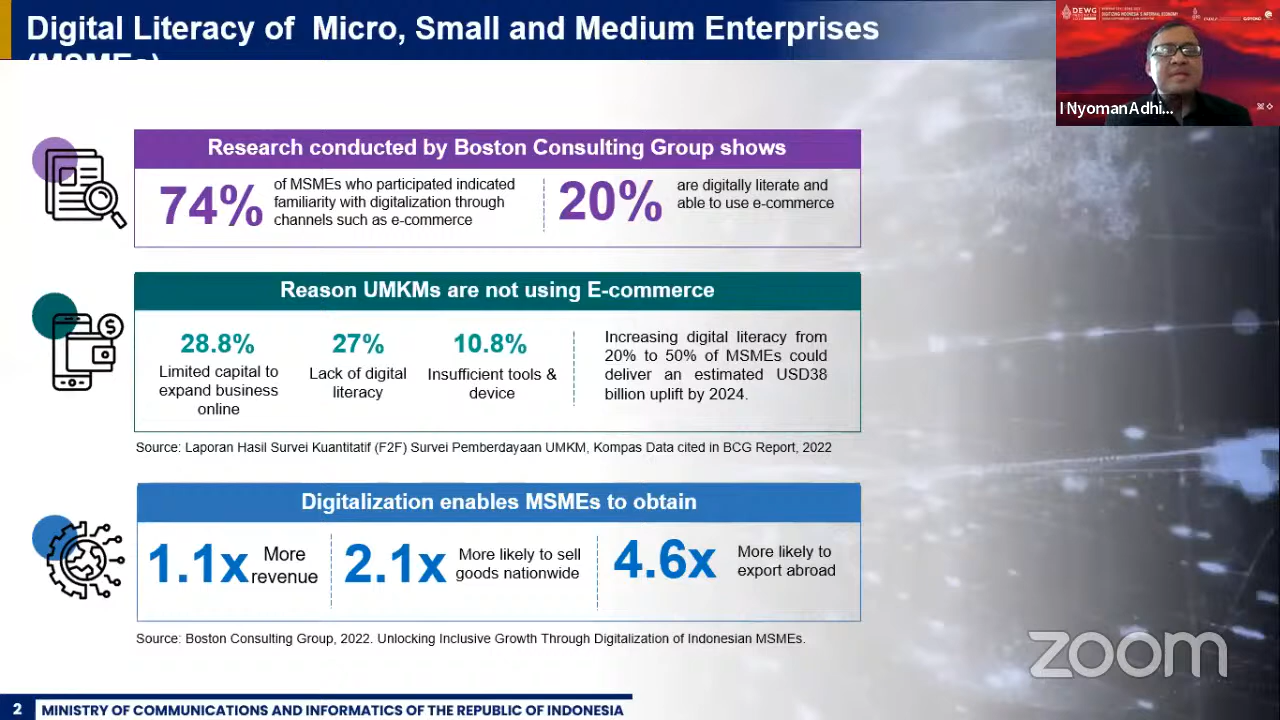 Digital Literacy of Micro, Small and Medium Enterprises
(MSMEs)
DEWG
I Nyoman Adhi...
Research conducted by Boston Consulting Group shows
74%
of MSMEs who participated indicated
familiarity with digitalization through
channels such as e-commerce
20%
are digitally literate and
able to use e-commerce
Reason UMKMs are not using E-commerce
28.8%
Limited capital to
expand business
online
27%
Lack of digital
literacy
10.8%
Insufficient tools &
device
Increasing digital literacy from
20% to 50% of MSMEs could
deliver an estimated USD38
billion uplift by 2024.
Source: Laporan Hasil Survei Kuantitatif (F2F) Survei Pemberdayaan UMKM, Kompas Data cited in BCG Report, 2022
Digitalization enables MSMEs to obtain
1.1x
More
revenue
2.1x
More likely to sell
goods nationwide
4.6x
More likely to
export abroad
Source: Boston Consulting Group, 2022. Unlocking Inclusive Growth Through Digitalization of Indonesian MSMEs.
zoom
2
MINISTRY OF COMMUNICATIONS AND INFORMATICS OF THE REPUBLIC OF INDONESIA